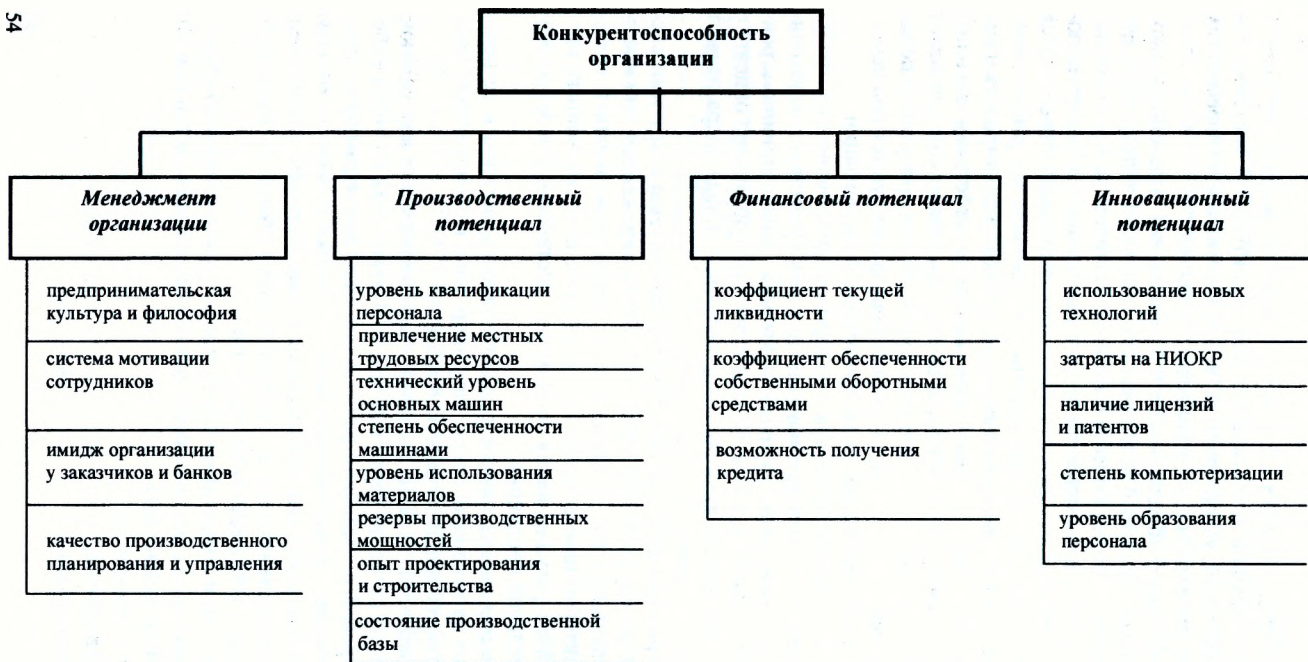 54
Конкурентоспособность
организации
Менеджмент
организации
предпринимательская
культура и философия
система мотивации
сотрудников
имидж организации
у заказчиков и банков
качество производственного
планирования и управления
Производственный
потенциал
уровень квалификации
персонала
привлечение местных
трудовых ресурсов
технический уровень
основных машин
степень обеспеченности
машинами
уровень использования
материалов
резервы производственных
мощностей
опыт проектирования
и строительства
состояние производственной
базы
Финансовый потенциал
коэффициент текущей
ликвидности
коэффициент обеспеченности
собственными оборотными
средствами
возможность получения
кредита
Инновационный
потенциал
использование новых
технологий
затраты на НИОКР
наличие лицензий
и патентов
степень компьютеризации
уровень образования
персонала